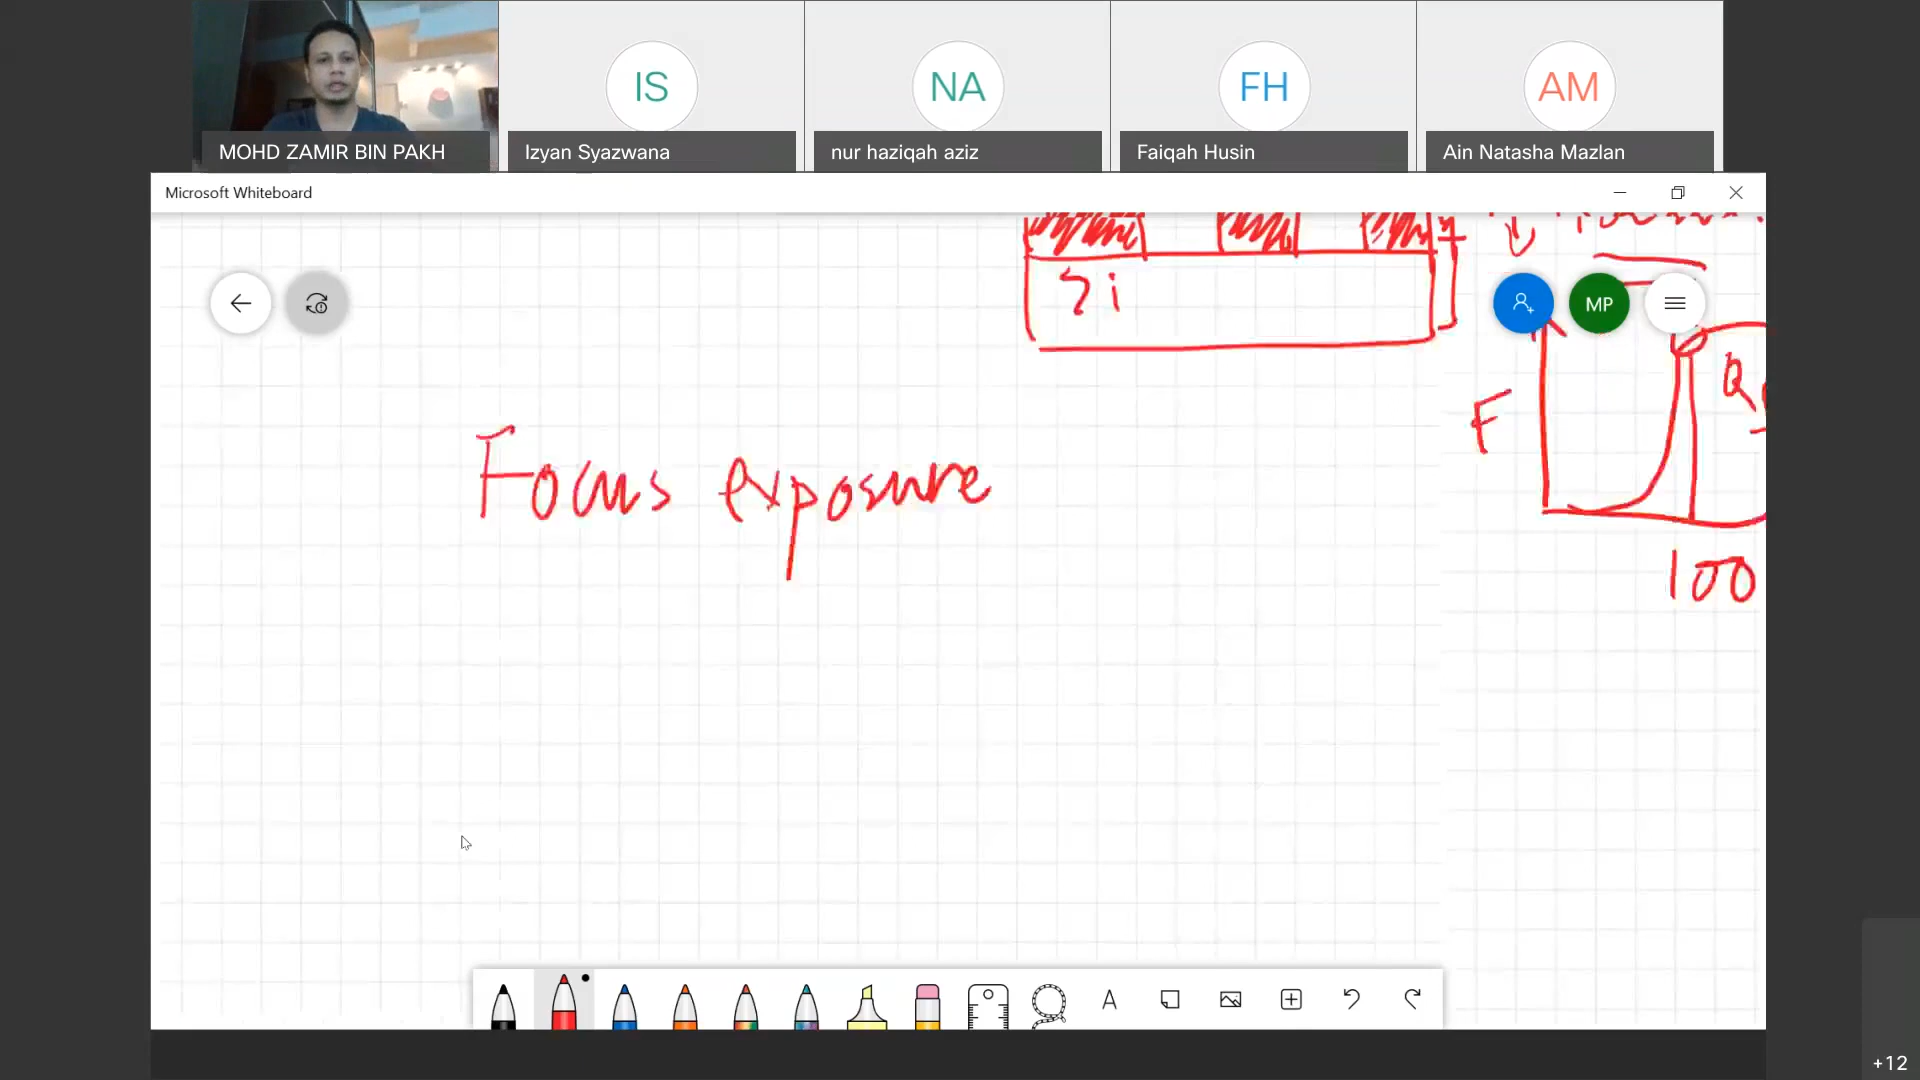 IS
NA
FH
AM
MOHD ZAMIR BIN PAKH
Izyan Syazwana
nur haziqah aziz
Faiqah Husin
Ain Natasha Mazlan
Microsoft Whiteboard
Si
MP
F
Focus exposure
100
A
+12